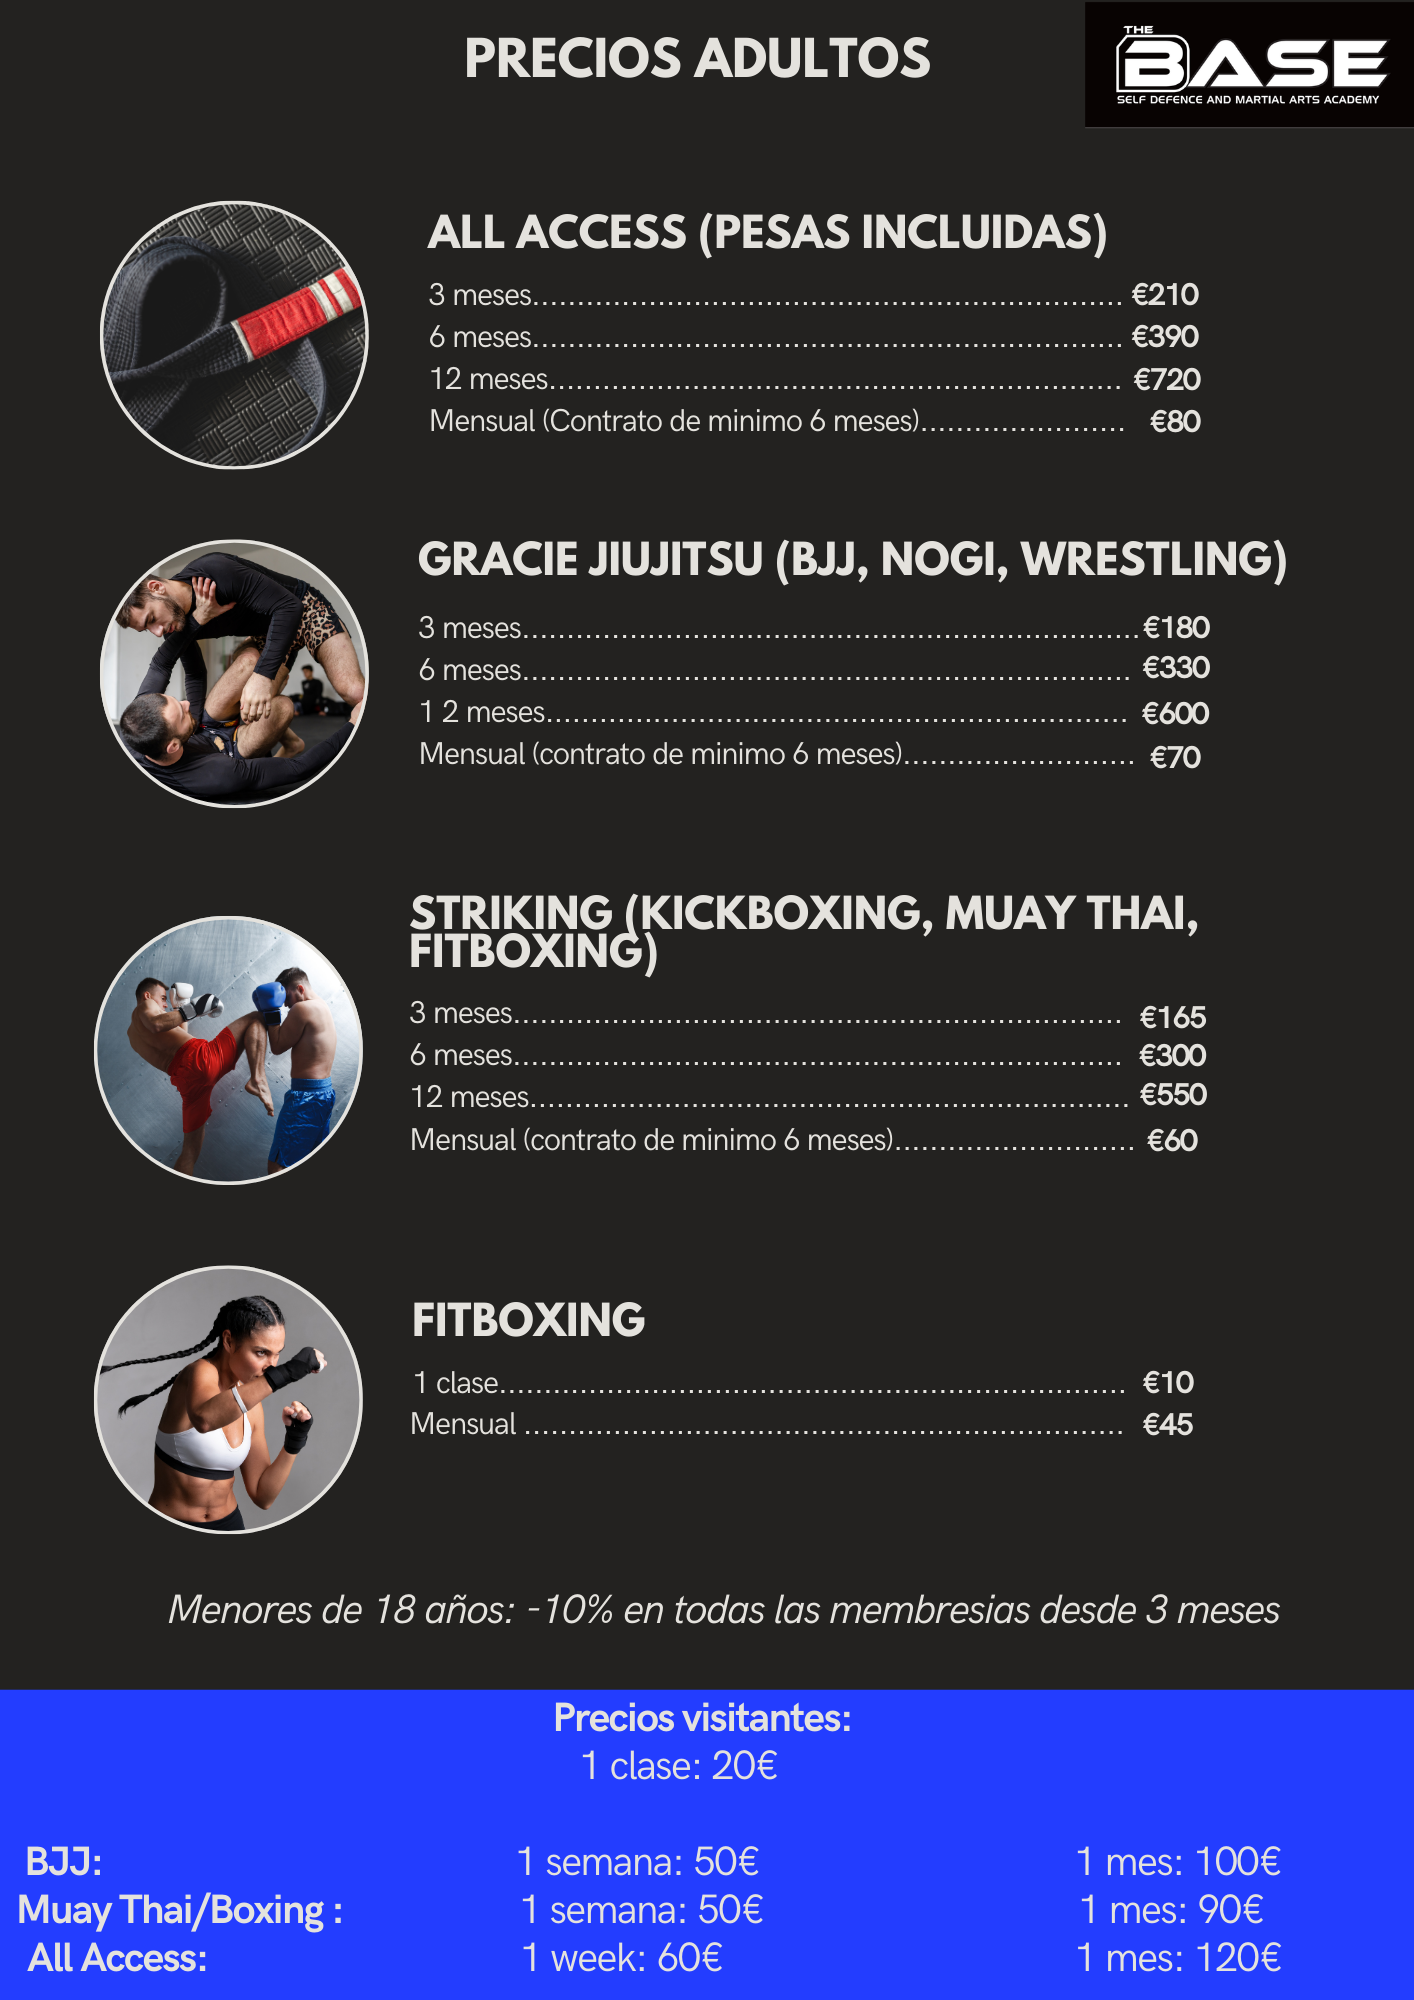 PRECIOS ADULTOS
THE
BASE
SELF DEFENCE AND MARTIAL ARTS ACADEMY
ALL ACCESS (PESAS INCLUIDAS)
3 meses.................................................................. €210
6 meses.................................................................. €390
12 meses................................................................ €720
Mensual (Contrato de minimo 6 meses)....................... €80
GRACIE JIUJITSU (BJJ, NOGI, WRESTLING)
3 meses.....................................................................€180
6 meses.................................................................... €330
1 2 meses................................................................. €600
Mensual (contrato de minimo 6 meses).......................... €70
STRIKING (KICKBOXING, MUAY THAI,
FITBOXING)
3 meses.................................................................... €165
6 meses.................................................................... €300
12 meses................................................................... €550
Mensual (contrato de minimo 6 meses)........................... €60
FITBOXING
1 clase...................................................................... €10
Mensual ................................................................... €45
Menores de 18 años: -10% en todas las membresias desde 3 meses
Precios visitantes:
1 clase: 20€
BJJ: 1 semana: 50€ 1 mes: 100€
Muay Thai/Boxing : 1 semana: 50€ 1 mes: 90€
All Access: 1 week: 60€ 1 mes: 120€